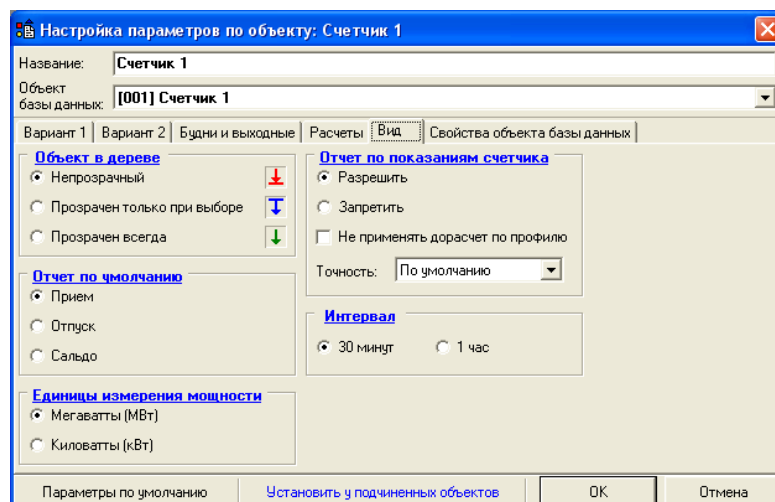 Настройка параметров по объекту: Счетчик 1
Название: Счетчик 1
Объект
базы данных: [001] Счетчик 1
Вариант 1 Вариант 2 Будни и выходные Расчеты Вид Свойства объекта базы данных
Объект в дереве
Непрозрачный
Прозрачен только при выборе
Прозрачен всегда
Отчет по умолчанию
Прием
Отпуск
Сальдо
Единицы измерения мощности
Мегаватты (МВт)
Киловатты (кВт)
Отчет по показаниям счетчика
Разрешить
Запретить
Не применять дорасчет по профилю
Точность: По умолчанию
Интервал
30 минут 1 час
Параметры по умолчанию Установить у подчиненных объектов OK Отмена